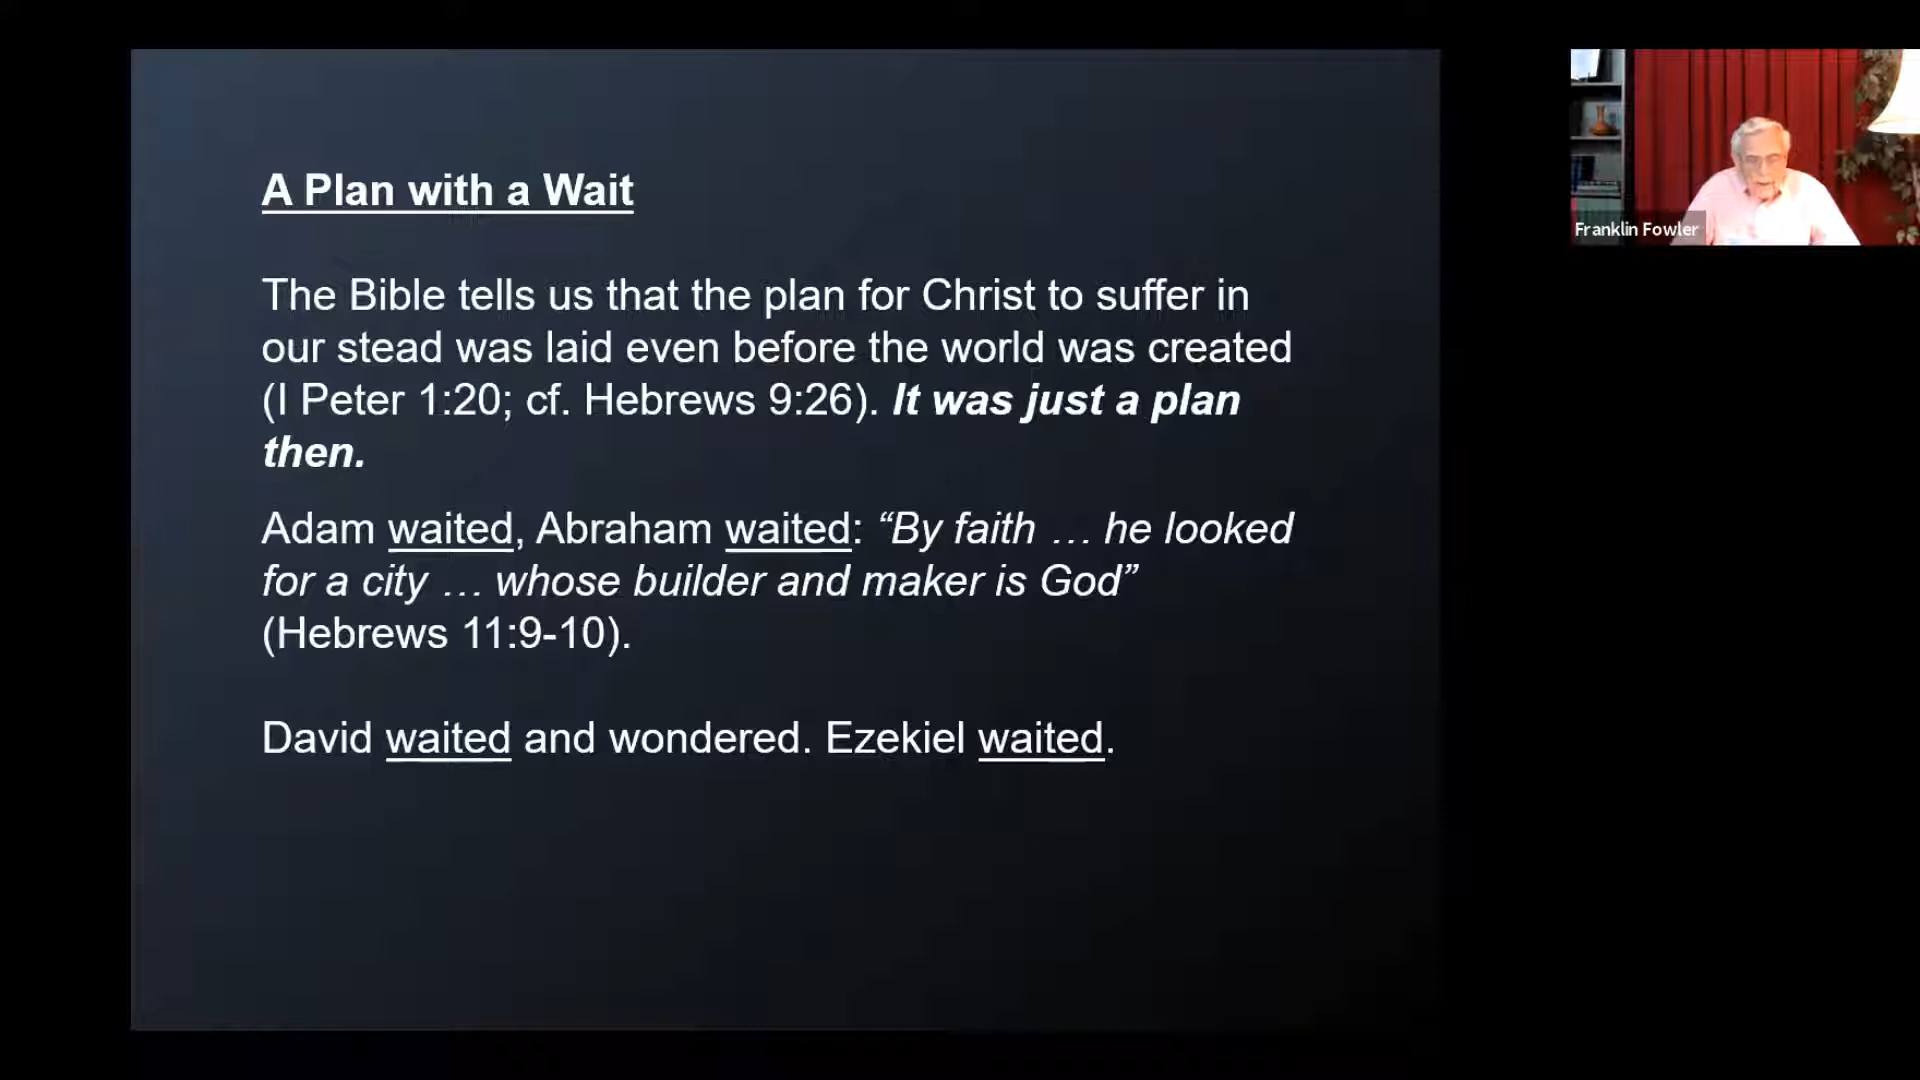 A Plan with a Wait
The Bible tells us that the plan for Christ to suffer in
our stead was laid even before the world was created
(I Peter 1:20; cf. Hebrews 9:26). It was just a plan
then.
Adam waited, Abraham waited: “By faith … he looked
for a city … whose builder and maker is God”
(Hebrews 11:9-10).
David waited and wondered. Ezekiel waited.
Franklin Fowler